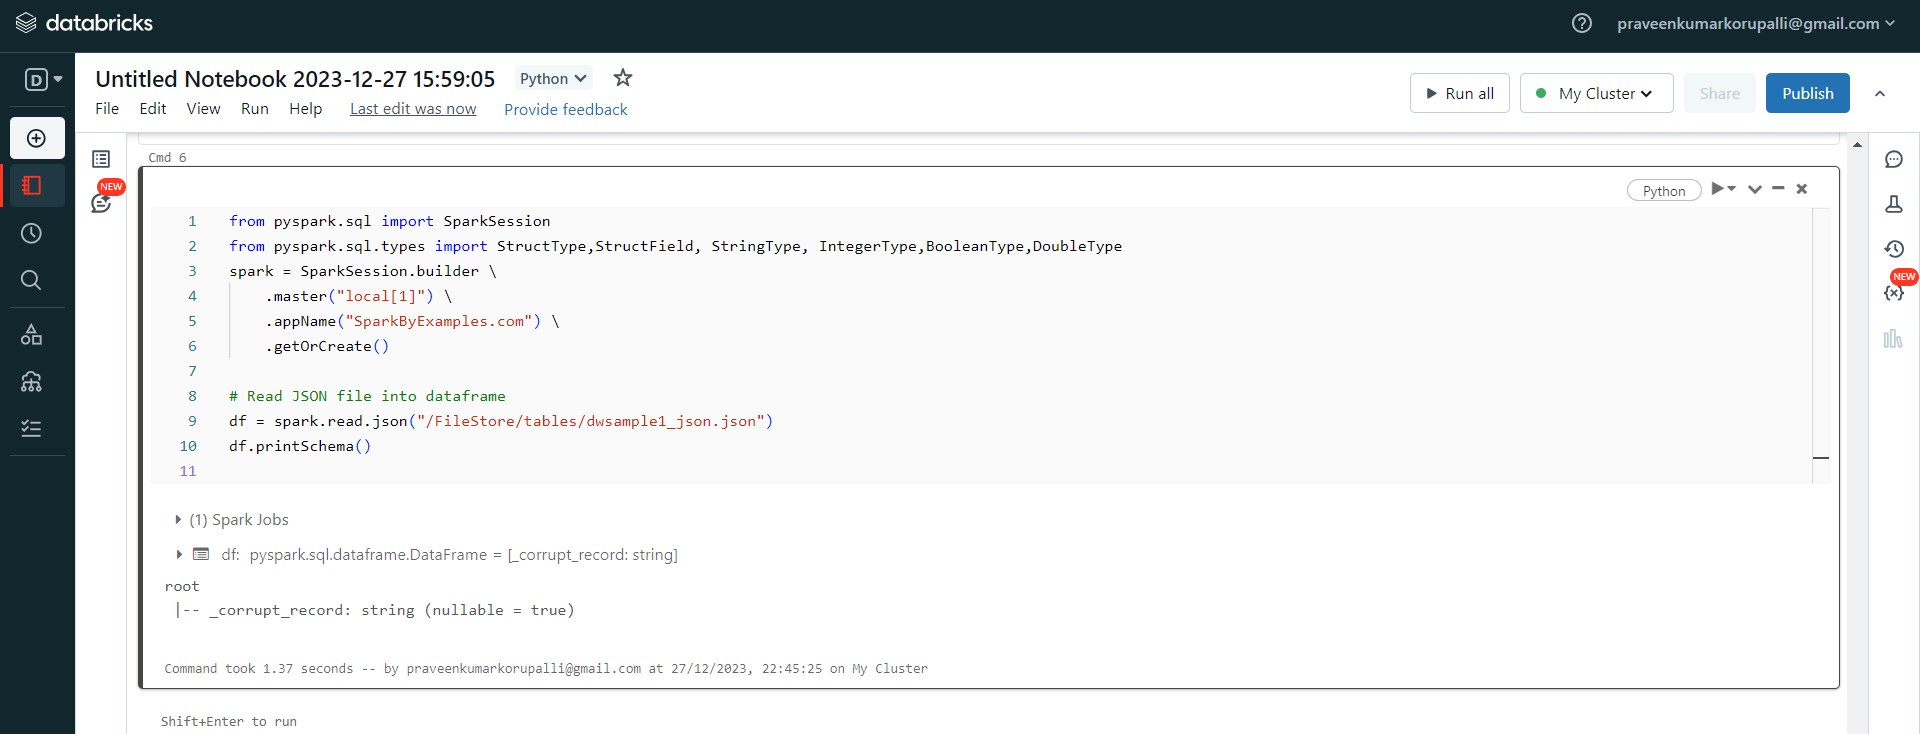 databricks
praveenkumarkorupalli@gmail.com
D
Untitled Notebook 2023-12-27 15:59:05 Python
File Edit View Run Help Last edit was now Provide feedback
Run all My Cluster Share Publish
NEW
NEW
Cmd 6
Python
1 from pyspark.sql import SparkSession
2 from pyspark.sql.types import StructType,StructField, StringType, IntegerType,BooleanType,DoubleType
3 spark = SparkSession.builder \
4 .master("local[1]") \
5 .appName("SparkByExamples.com") \
6 .getOrCreate()
7
8 # Read JSON file into dataframe
9 df = spark.read.json("/FileStore/tables/dwsample1_json.json")
10 df.printSchema()
11
(1) Spark Jobs
df: pyspark.sql.dataframe.DataFrame = [_corrupt_record: string]
root
|-- _corrupt_record: string (nullable = true)
Command took 1.37 seconds -- by praveenkumarkorupalli@gmail.com at 27/12/2023, 22:45:25 on My Cluster
Shift+Enter to run